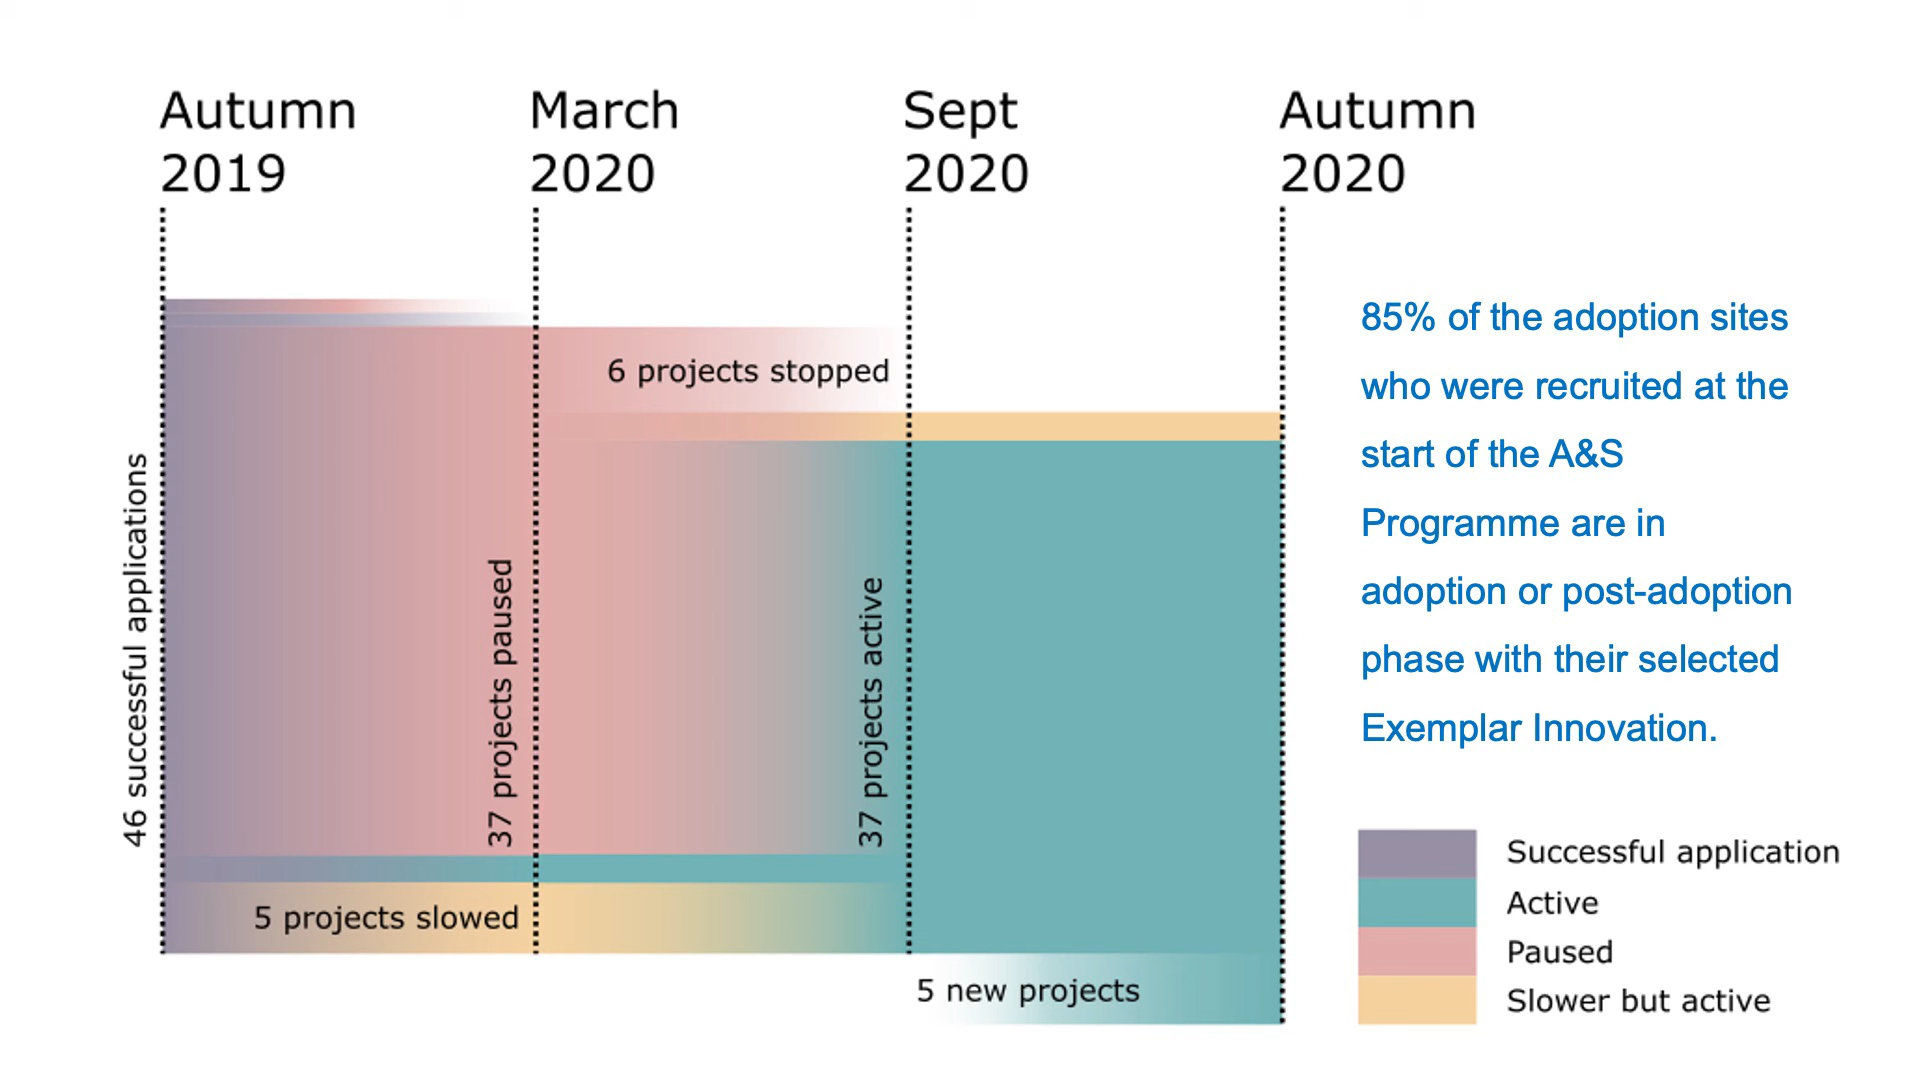 Autumn
2019
March
2020
Sept
2020
Autumn
2020
46 successful applications
37 projects paused
5 projects slowed
6 projects stopped
37 projects active
5 new projects
85% of the adoption sites
who were recruited at the
start of the A&S
Programme are in
adoption or post-adoption
phase with their selected
Exemplar Innovation.
Successful application
Active
Paused
Slower but active